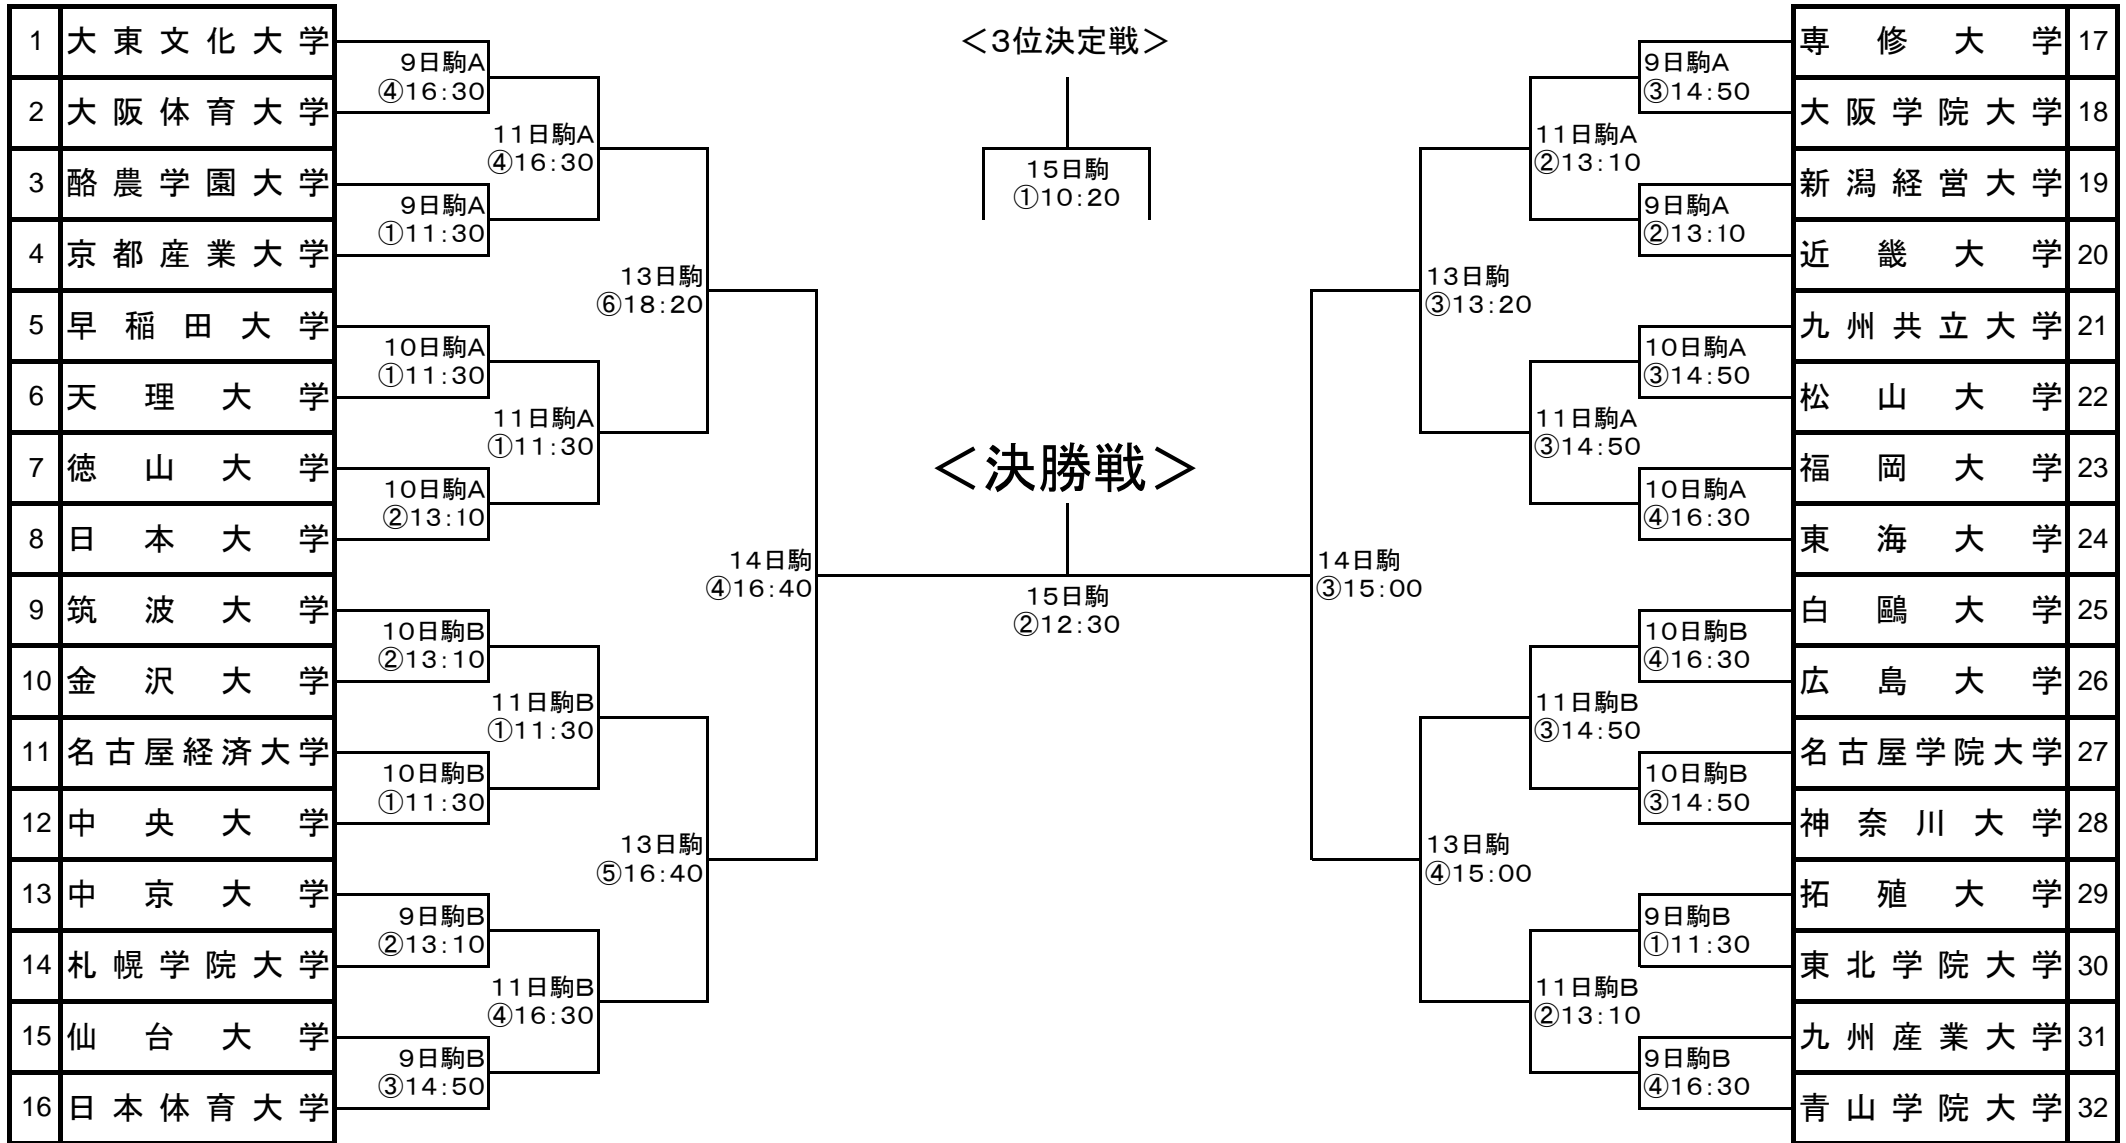 1 大東文化大学
2 大阪体育大学
3 酪農学園大学
4 京都産業大学
5 早稲田大学
6 天理大学
7 徳山大学
8 日本大学
9 筑波大学
10 金沢大学
11 名古屋経済大学
12 中央大学
13 中京大学
14 札幌学院大学
15 仙台大学
16 日本体育大学
9日駒A
④16:30
9日駒A
①11:30
10日駒A
①11:30
10日駒A
②13:10
10日駒B
②13:10
10日駒B
①11:30
9日駒B
②13:10
9日駒B
③14:50
11日駒A
④16:30
11日駒A
①11:30
11日駒B
①11:30
11日駒B
④16:30
13日駒
⑥18:20
13日駒
⑤16:40
14日駒
④16:40
＜3位決定戦＞
15日駒
①10:20
＜決勝戦＞
15日駒
②12:30
14日駒
③15:00
13日駒
③13:20
13日駒
④15:00
11日駒A
②13:10
11日駒A
③14:50
11日駒B
③14:50
11日駒B
②13:10
9日駒A
③14:50
9日駒A
②13:10
10日駒A
③14:50
10日駒A
④16:30
10日駒B
④16:30
10日駒B
③14:50
9日駒B
①11:30
9日駒B
④16:30
専修大学 17
大阪学院大学 18
新潟経営大学 19
近畿大学 20
九州共立大学 21
松山大学 22
福岡大学 23
東海大学 24
白鷗大学 25
広島大学 26
名古屋学院大学 27
神奈川大学 28
拓殖大学 29
東北学院大学 30
九州産業大学 31
青山学院大学 32